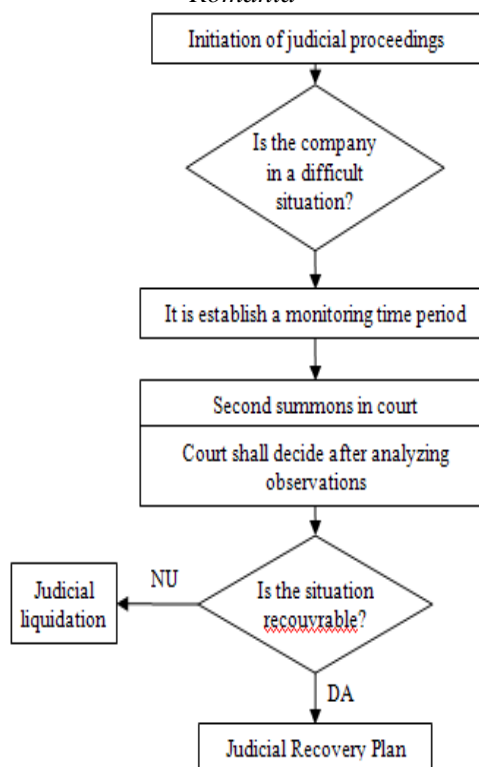 Romania
Initiation of judicial proceedings
Is the company
in a difficult
situation?
It is establish a monitoring time period
Second summons in court
Court shall decide after analyzing
observations
NU
Judicial
liquidation
Is the situation
recouvrable?
DA
Judicial Recovery Plan